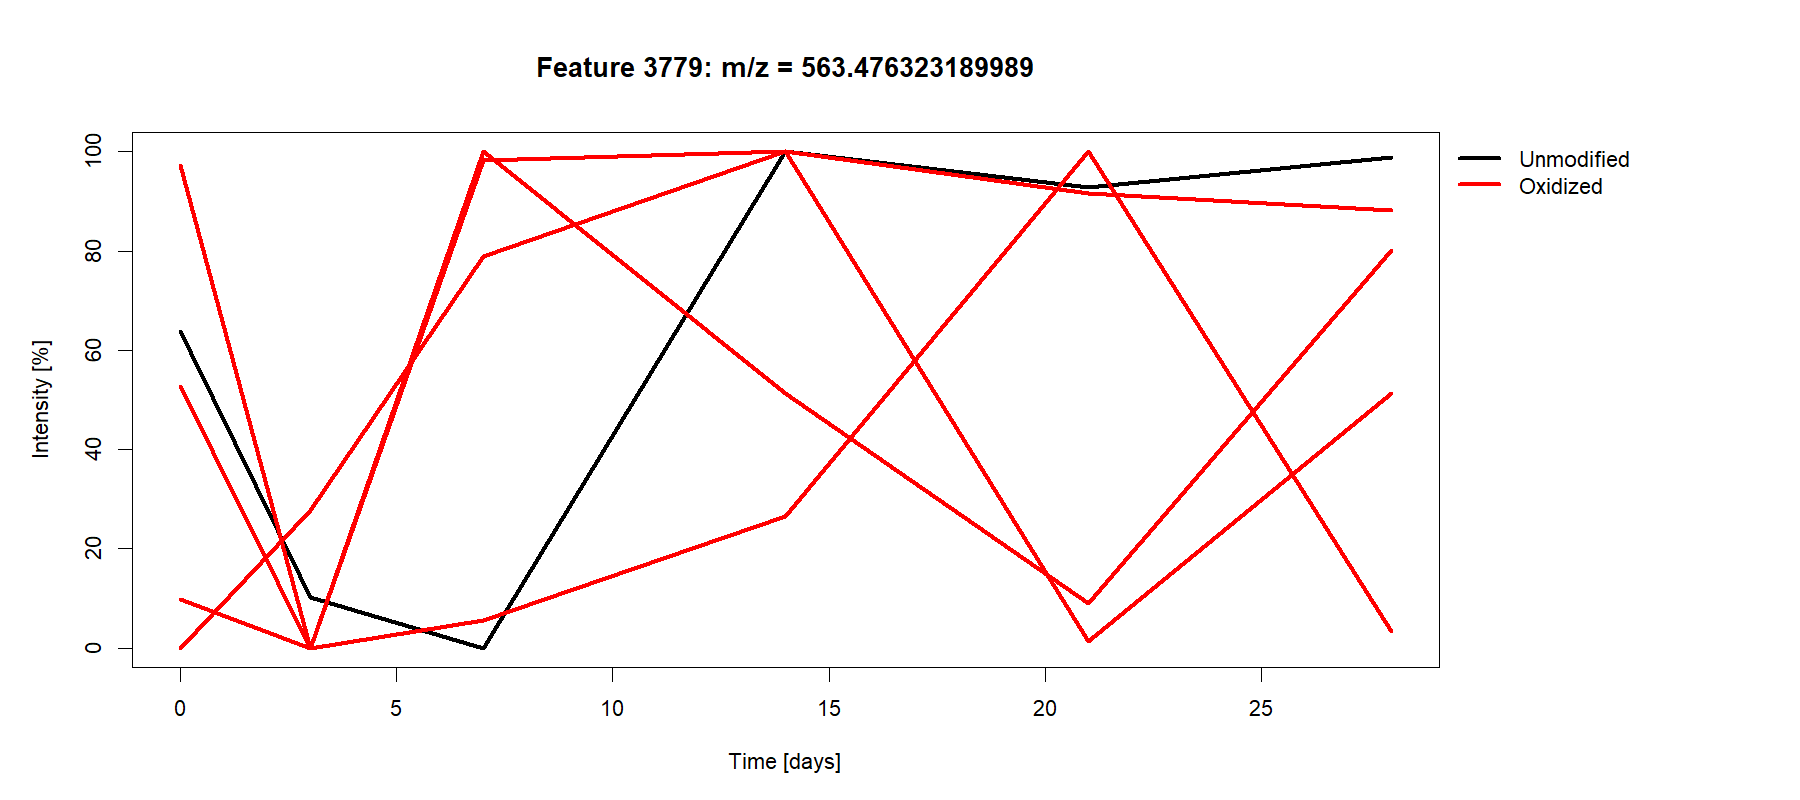 Feature 3779: m/z = 563.476323189989
Unmodified
Oxidized
Intensity [%]
100
80
60
40
20
0
0 5 10 15 20 25
Time [days]